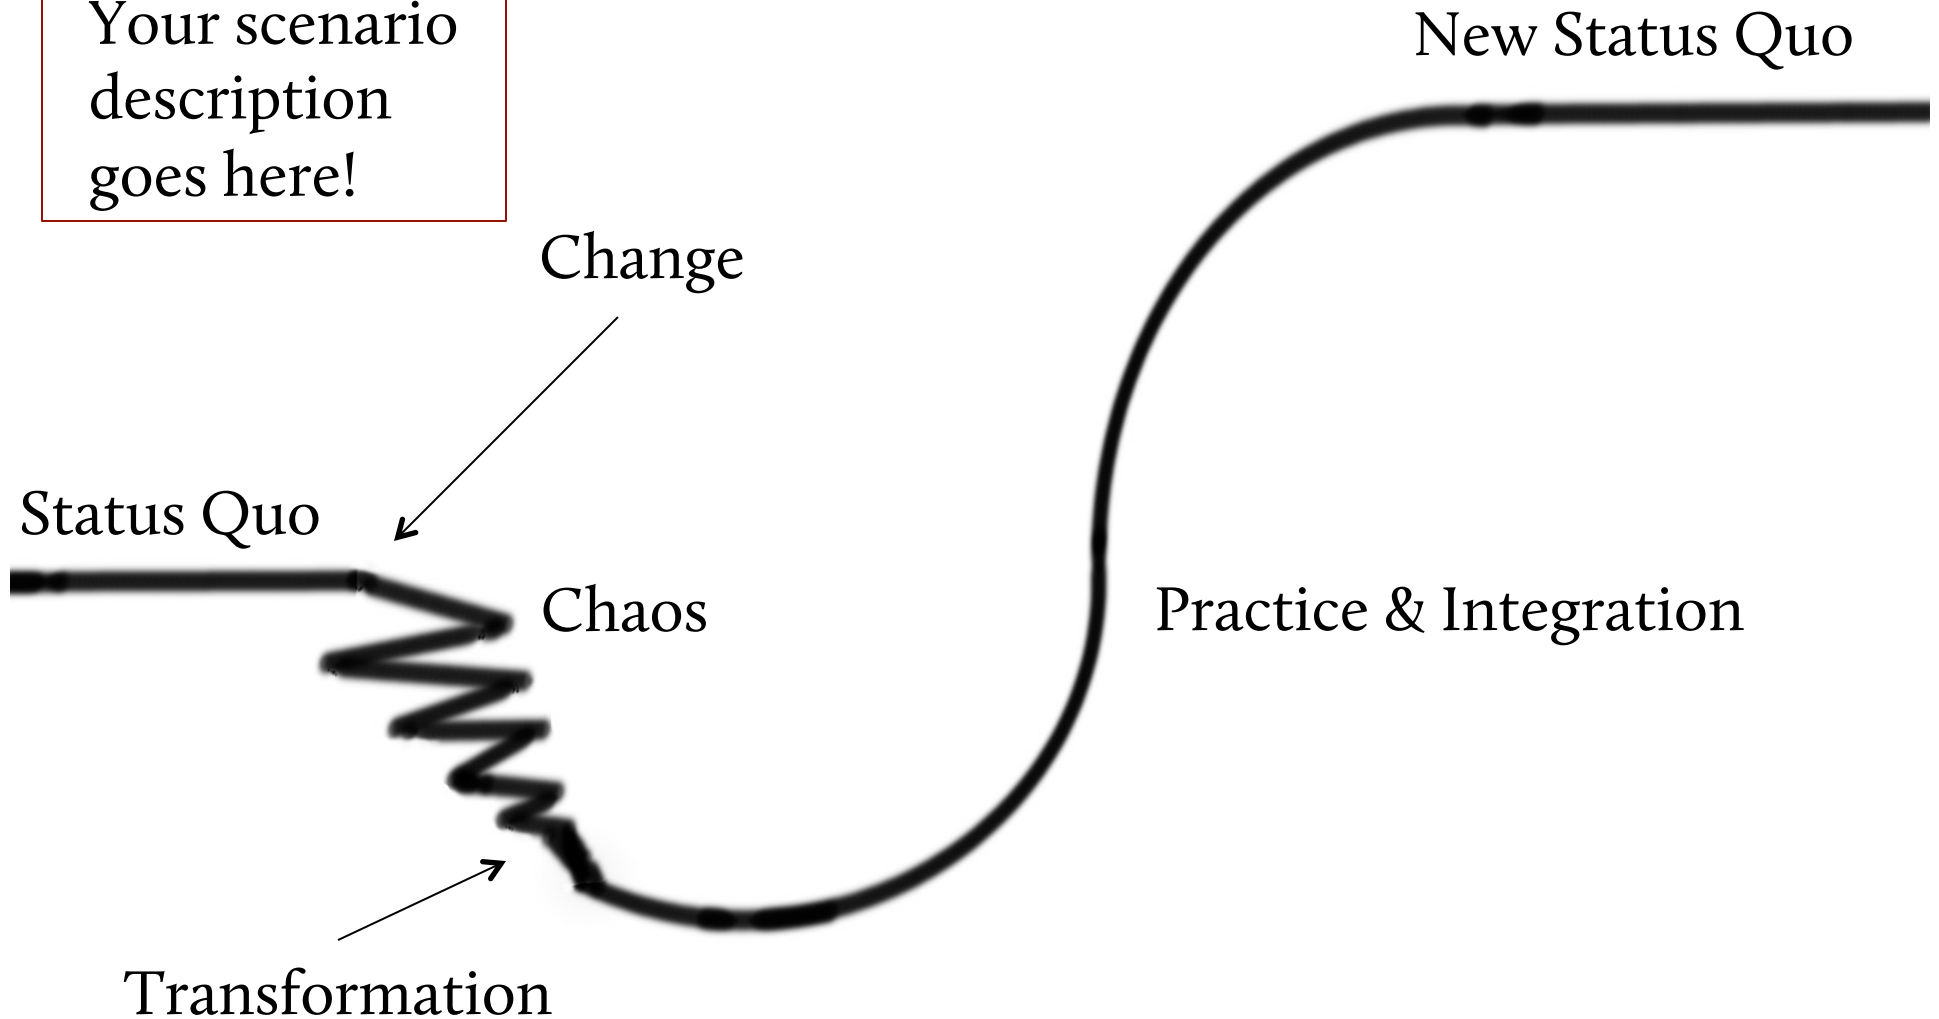 Your scenario
description
goes here!
New Status Quo
Change
Status Quo
Chaos
Practice & Integration
Transformation